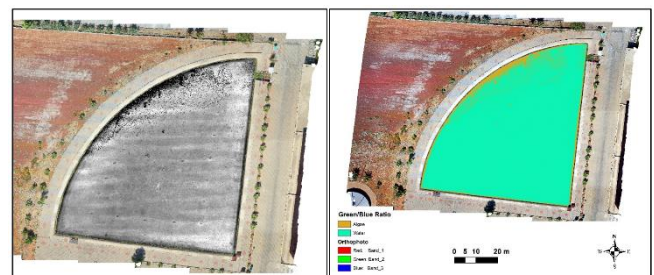 Green/Blue Ratio
Algae
Water
Orthophoto
Red: Band_1
Green: Band_2
Blue: Band_3
0 5 10 20 m
N
W
E
S